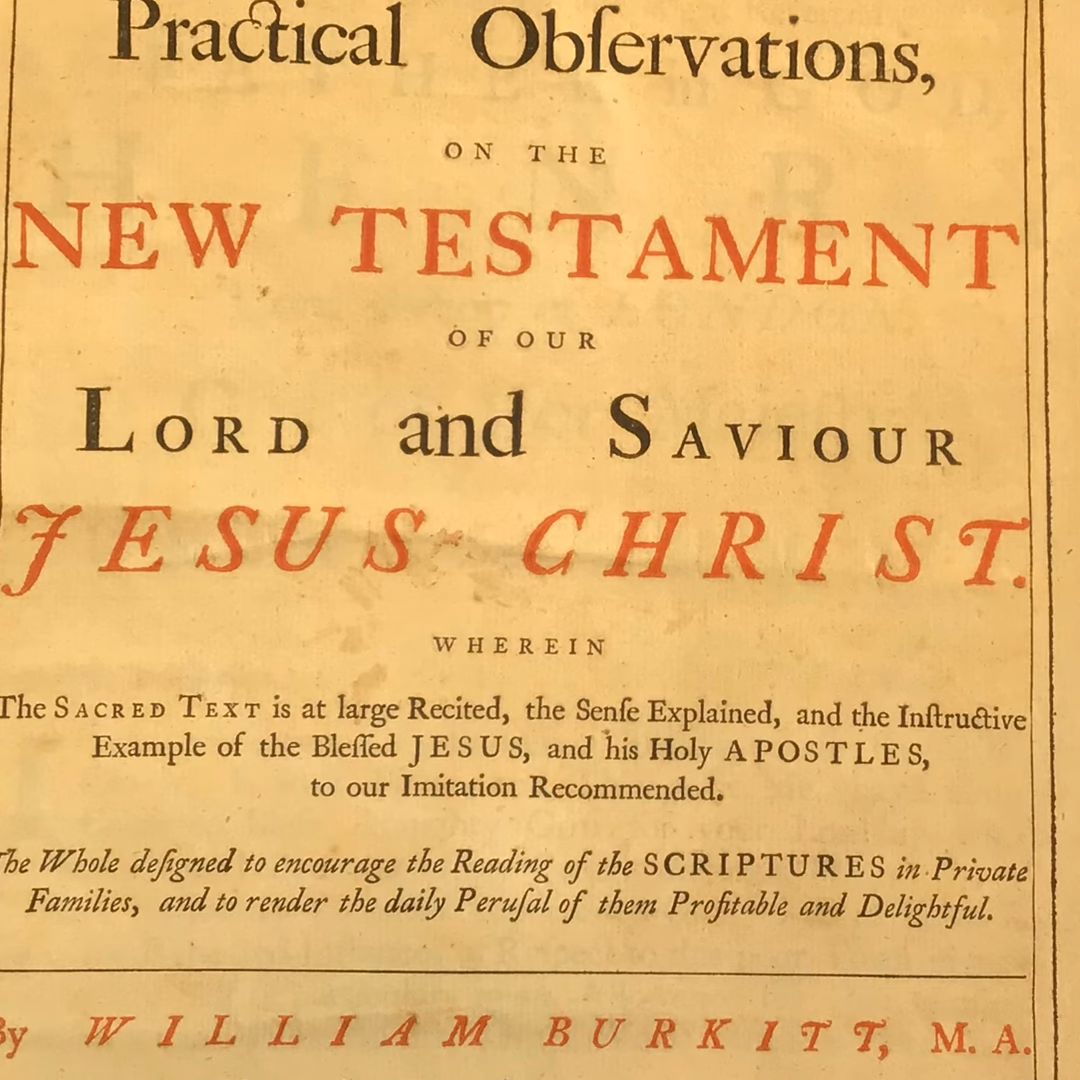 Practical Obſervations,
ON THE
NEW TESTAMENT
OF OUR
LORD and SAVIOUR
JESUS CHRIST.
WHEREIN
The SACRED TEXT is at large Recited, the Senſe Explained, and the Inſtructive
Example of the Bleſſed JESUS, and his Holy APOSTLES,
to our Imitation Recommended.
The Whole deſigned to encourage the Reading of the SCRIPTURES in Private
Families, and to render the daily Peruſal of them Profitable and Delightful.
By WILLIAM BURKITT, M. A.